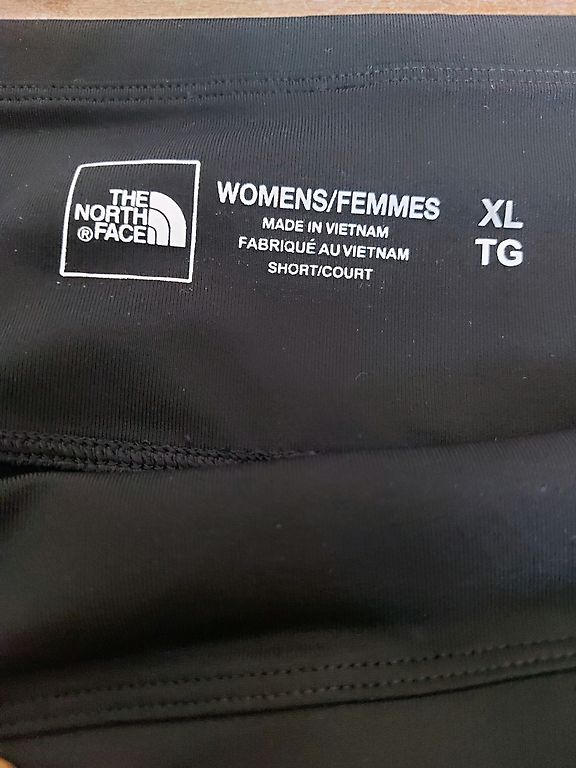 THE
NORTH
®FACE
WOMENS/FEMMES
MADE IN VIETNAM
FABRIQUÉ AU VIETNAM
SHORT/COURT
XL
TG